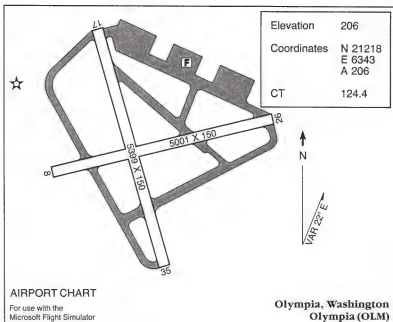 Elevation 206
Coordinates N 21218
E 6343
A 206
CT 124.4
17
F
26
5001 X 150
5399 X 150
8
35
N
VAR 22° E
AIRPORT CHART
For use with the
Microsoft Flight Simulator
Olympia, Washington
Olympia (OLM)